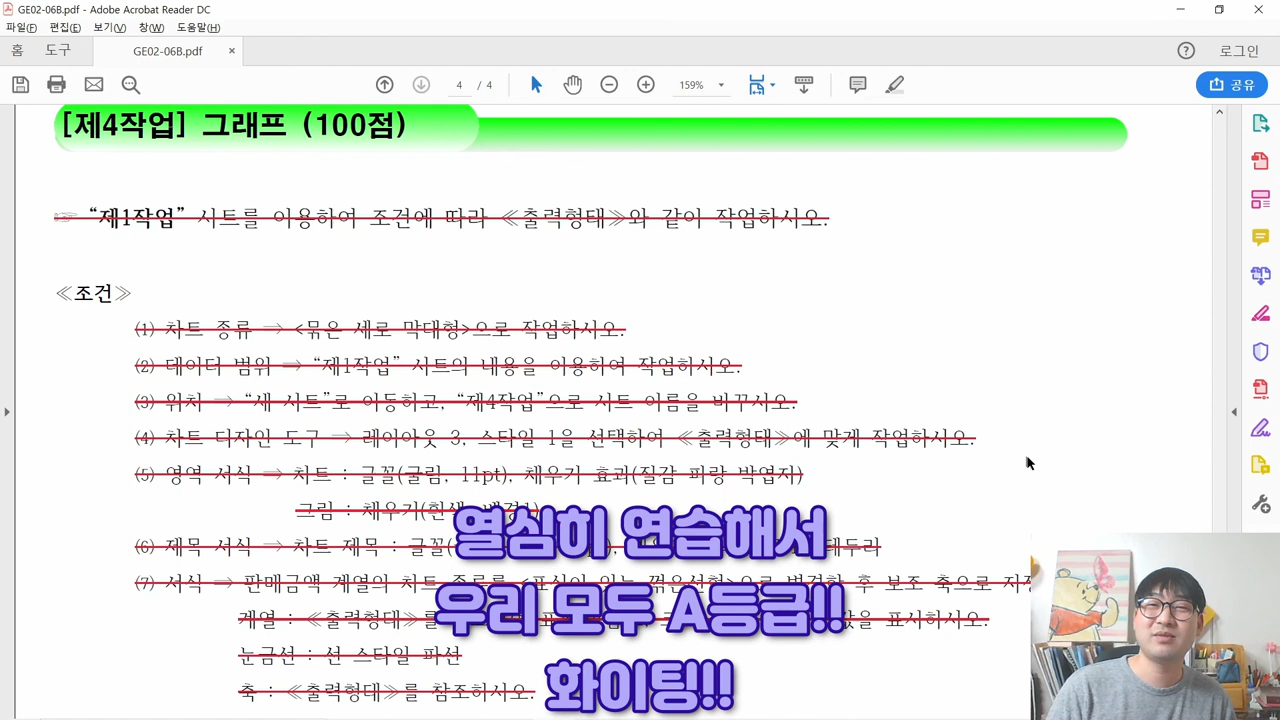 GE02-06B.pdf - Adobe Acrobat Reader DC
파일(F) 편집(E) 보기(V) 창(W) 도움말(H)
홈 도구 GE02-06B.pdf × 로그인
4 / 4 159% 공유
[제4작업] 그래프 (100점)
☞ “제1작업” 시트를 이용하여 조건에 따라 ≪출력형태≫와 같이 작업하시오.
≪조건≫
(1) 차트 종류 ⇒ <묶은 세로 막대형>으로 작업하시오.
(2) 데이터 범위 ⇒ “제1작업” 시트의 내용을 이용하여 작업하시오.
(3) 위치 ⇒ “새 시트”로 이동하고, “제4작업”으로 시트 이름을 바꾸시오.
(4) 차트 디자인 도구 ⇒ 레이아웃 3, 스타일 1을 선택하여 ≪출력형태≫에 맞게 작업하시오.
(5) 영역 서식 ⇒ 차트 : 글꼴(굴림, 11pt), 채우기 효과(질감-파랑 박엽지)
그림 : 채우기(흰색, 배경1)
(6) 제목 서식 ⇒ 차트 제목 : 글꼴( 테두리
(7) 서식 ⇒ 판매금액 계열의 차트 종류를 <표식이 있는 꺾은선형>으로 변경한 후 보조 축으로 지정
계열 : ≪출력형태≫를 값을 표시하시오.
눈금선 : 선 스타일-파선
축 : ≪출력형태≫를 참조하시오.
열심히 연습해서
우리 모두 A등급!!
화이팅!!